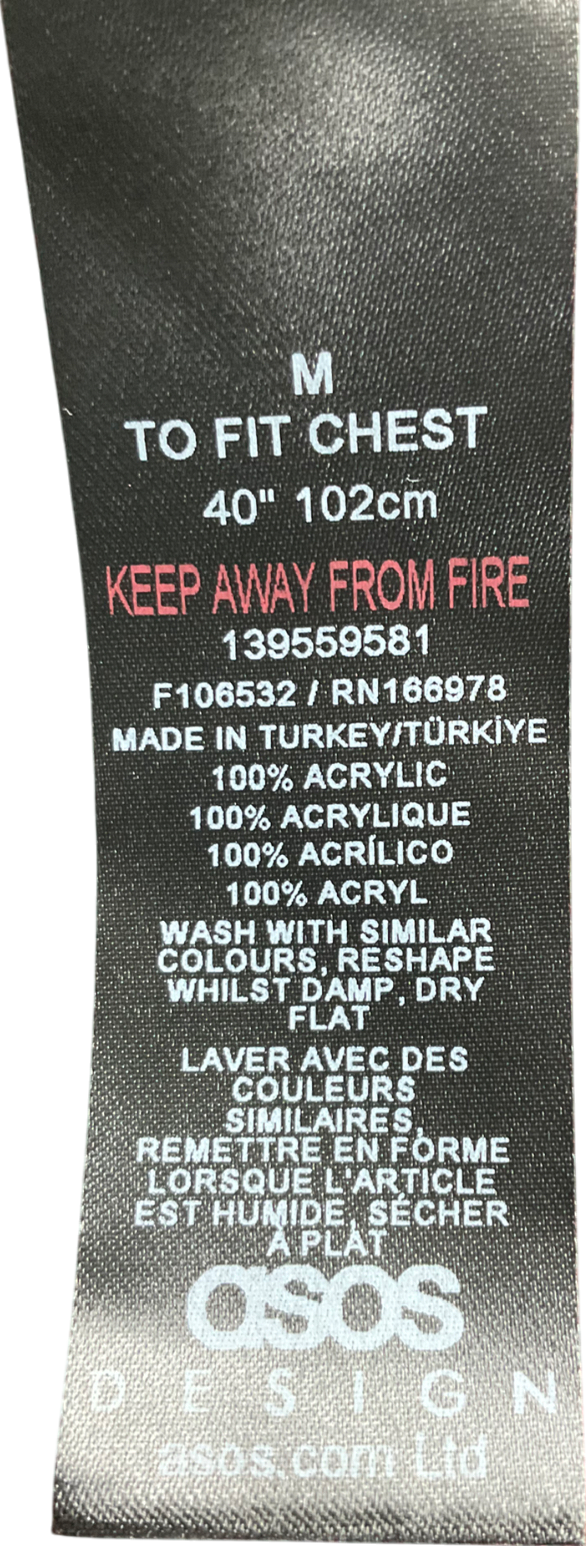 M
TO FIT CHEST
40" 102cm
KEEP AWAY FROM FIRE
139559581
F106532 / RN166978
MADE IN TURKEY/TÜRKİYE
100% ACRYLIC
100% ACRYLIQUE
100% ACRÍLICO
100% ACRYL
WASH WITH SIMILAR
COLOURS, RESHAPE
WHILST DAMP, DRY
FLAT
LAVER AVEC DES
COULEURS
SIMILAIRES,
REMETTRE EN FORME
LORSQUE L'ARTICLE
EST HUMIDE, SÉCHER
À PLAT
asos
DESIGN
asos.com Ltd